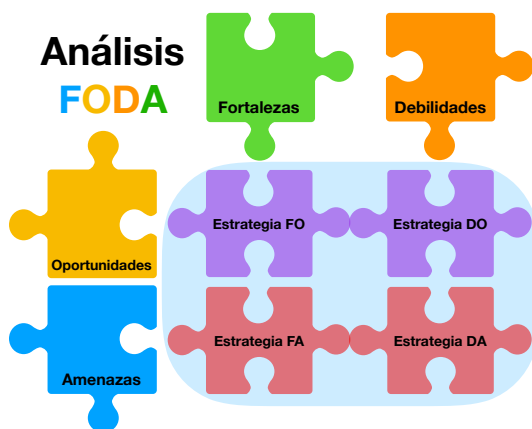 Análisis
FODA
Fortalezas
Debilidades
Oportunidades
Estrategia FO
Estrategia DO
Amenazas
Estrategia FA
Estrategia DA